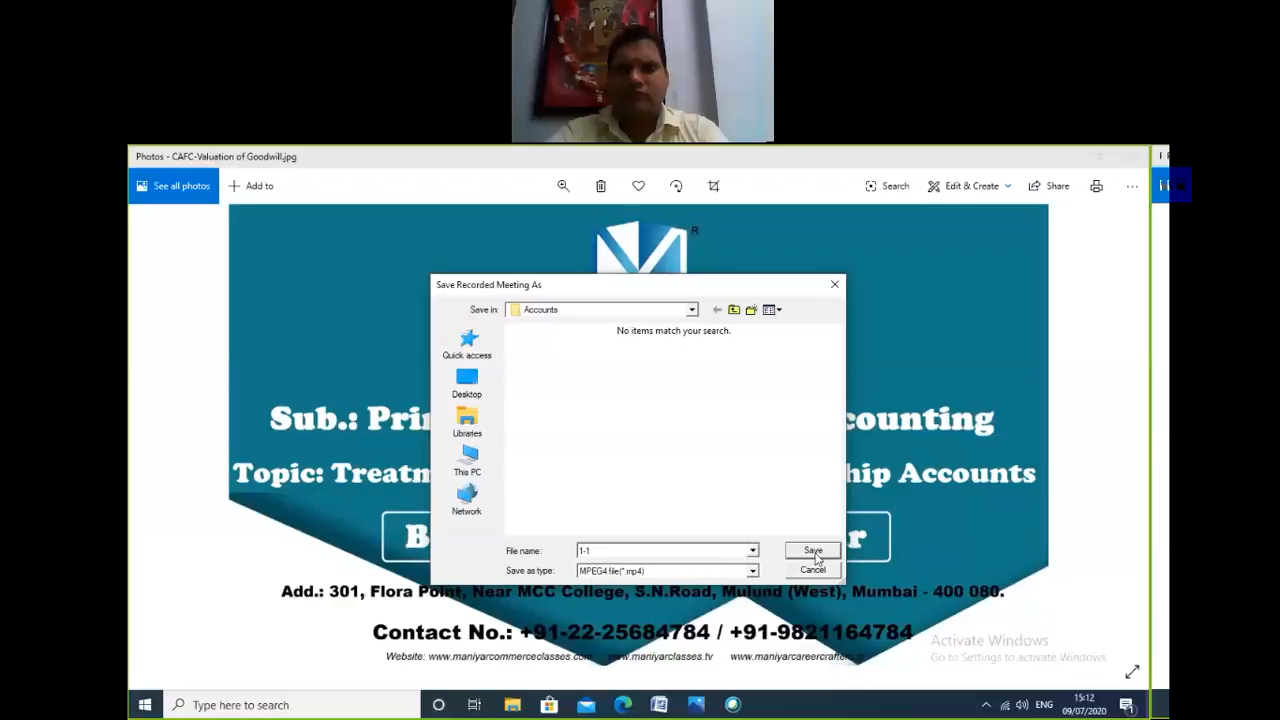 Photos - CAFC-Valuation of Goodwill.jpg
See all photos
Add to
Search
Edit & Create
Share
R
Save Recorded Meeting As
Save in:
Accounts
No items match your search.
Quick access
Desktop
Libraries
This PC
Network
File name:
1-1
Save
Save as type:
MPEG4 file(*.mp4)
Cancel
Sub.: Pri
counting
Topic: Treatm
hip Accounts
B
r
Add.: 301, Flora Point, Near MCC College, S.N.Road, Mulund (West), Mumbai - 400 080.
Contact No.: +91-22-25684784 / +91-9821164784
Website: www.maniyarcommerceclasses.com www.maniyarclasses.tv
Activate Windows
Go to Settings to activate Windows.
Type here to search
ENG
15:12
09/07/2020